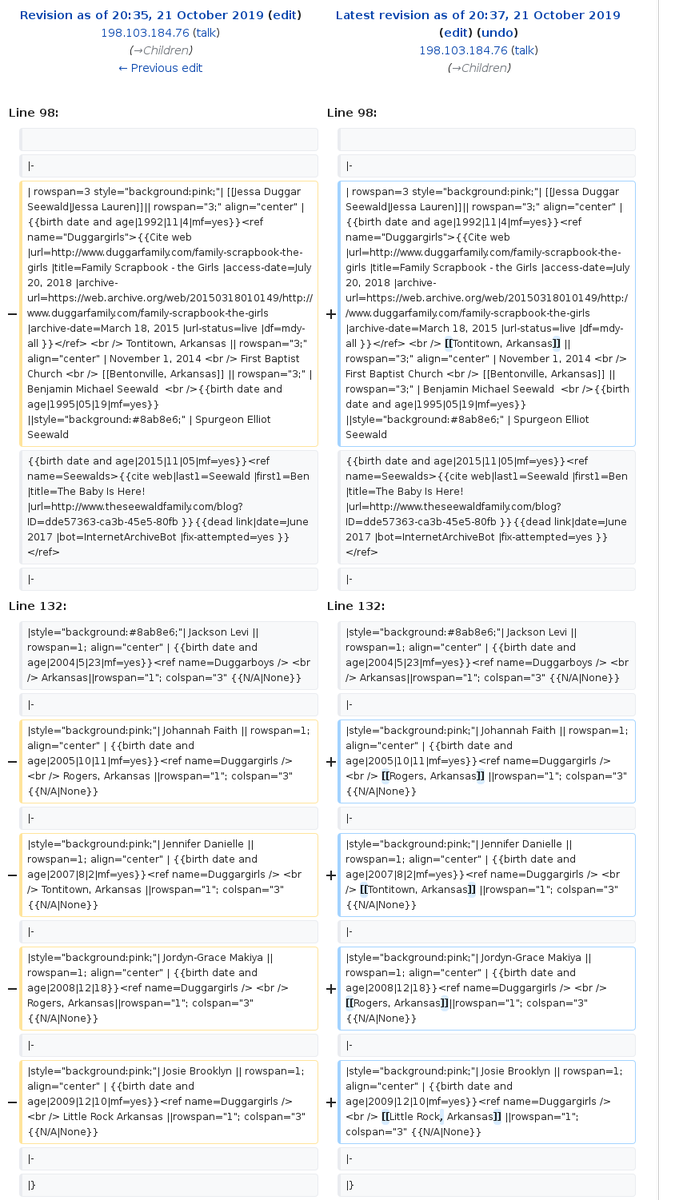 Revision as of 20:35, 21 October 2019 (edit)
198.103.184.76 (talk)
(→Children)
← Previous edit
Latest revision as of 20:37, 21 October 2019
(edit) (undo)
198.103.184.76 (talk)
(→Children)
Line 98:
Line 98:
|-
|-
−
| rowspan=3 style="background:pink;"| [[Jessa Duggar
Seewald|Jessa Lauren]]|| rowspan="3;" align="center" |
{{birth date and age|1992|11|4|mf=yes}}<ref
name="Duggargirls">{{Cite web
|url=http://www.duggarfamily.com/family-scrapbook-the-
girls |title=Family Scrapbook - the Girls |access-date=July
20, 2018 |archive-
url=https://web.archive.org/web/20150318010149/http://
www.duggarfamily.com/family-scrapbook-the-girls
|archive-date=March 18, 2015 |url-status=live |df=mdy-
all }}</ref> <br /> Tontitown, Arkansas || rowspan="3;"
align="center" | November 1, 2014 <br /> First Baptist
Church <br /> [[Bentonville, Arkansas]] || rowspan="3;" |
Benjamin Michael Seewald  <br />{{birth date and
age|1995|05|19|mf=yes}}
||style="background:#8ab8e6;" | Spurgeon Elliot
Seewald
+
| rowspan=3 style="background:pink;"| [[Jessa Duggar
Seewald|Jessa Lauren]]|| rowspan="3;" align="center" |
{{birth date and age|1992|11|4|mf=yes}}<ref
name="Duggargirls">{{Cite web
|url=http://www.duggarfamily.com/family-scrapbook-the-
girls |title=Family Scrapbook - the Girls |access-date=July
20, 2018 |archive-
url=https://web.archive.org/web/20150318010149/http:/
/www.duggarfamily.com/family-scrapbook-the-girls
|archive-date=March 18, 2015 |url-status=live |df=mdy-
all }}</ref> <br /> [[Tontitown, Arkansas]] ||
rowspan="3;" align="center" | November 1, 2014 <br />
First Baptist Church <br /> [[Bentonville, Arkansas]] ||
rowspan="3;" | Benjamin Michael Seewald  <br />{{birth
date and age|1995|05|19|mf=yes}}
||style="background:#8ab8e6;" | Spurgeon Elliot
Seewald
{{birth date and age|2015|11|05|mf=yes}}<ref
name=Seewalds>{{cite web|last1=Seewald |first1=Ben
|title=The Baby Is Here!
|url=http://www.theseewaldfamily.com/blog?
ID=dde57363-ca3b-45e5-80fb }}{{dead link|date=June
2017 |bot=InternetArchiveBot |fix-attempted=yes }}
</ref>
{{birth date and age|2015|11|05|mf=yes}}<ref
name=Seewalds>{{cite web|last1=Seewald |first1=Ben
|title=The Baby Is Here!
|url=http://www.theseewaldfamily.com/blog?
ID=dde57363-ca3b-45e5-80fb }}{{dead link|date=June
2017 |bot=InternetArchiveBot |fix-attempted=yes }}
</ref>
|-
|-
Line 132:
Line 132:
|style="background:#8ab8e6;"| Jackson Levi ||
rowspan=1; align="center" | {{birth date and
age|2004|5|23|mf=yes}}<ref name=Duggarboys /> <br
/> Arkansas||rowspan="1"; colspan="3" {{N/A|None}}
|style="background:#8ab8e6;"| Jackson Levi ||
rowspan=1; align="center" | {{birth date and
age|2004|5|23|mf=yes}}<ref name=Duggarboys /> <br
/> Arkansas||rowspan="1"; colspan="3" {{N/A|None}}
|-
|-
−
|style="background:pink;"| Johannah Faith || rowspan=1;
align="center" | {{birth date and
age|2005|10|11|mf=yes}}<ref name=Duggargirls />
<br /> Rogers, Arkansas ||rowspan="1"; colspan="3"
{{N/A|None}}
+
|style="background:pink;"| Johannah Faith || rowspan=1;
align="center" | {{birth date and
age|2005|10|11|mf=yes}}<ref name=Duggargirls />
<br /> [[Rogers, Arkansas]] ||rowspan="1"; colspan="3"
{{N/A|None}}
|-
|-
−
|style="background:pink;"| Jennifer Danielle ||
rowspan=1; align="center" | {{birth date and
age|2007|8|2|mf=yes}}<ref name=Duggargirls /> <br
/> Tontitown, Arkansas ||rowspan="1"; colspan="3"
{{N/A|None}}
+
|style="background:pink;"| Jennifer Danielle ||
rowspan=1; align="center" | {{birth date and
age|2007|8|2|mf=yes}}<ref name=Duggargirls /> <br
/> [[Tontitown, Arkansas]] ||rowspan="1"; colspan="3"
{{N/A|None}}
|-
|-
−
|style="background:pink;"| Jordyn-Grace Makiya ||
rowspan=1; align="center" | {{birth date and
age|2008|12|18}}<ref name=Duggargirls /> <br />
Rogers, Arkansas||rowspan="1"; colspan="3"
{{N/A|None}}
+
|style="background:pink;"| Jordyn-Grace Makiya ||
rowspan=1; align="center" | {{birth date and
age|2008|12|18}}<ref name=Duggargirls /> <br />
[[Rogers, Arkansas]]||rowspan="1"; colspan="3"
{{N/A|None}}
|-
|-
−
|style="background:pink;"| Josie Brooklyn || rowspan=1;
align="center" | {{birth date and
age|2009|12|10|mf=yes}}<ref name=Duggargirls />
<br /> Little Rock Arkansas ||rowspan="1"; colspan="3"
{{N/A|None}}
+
|style="background:pink;"| Josie Brooklyn || rowspan=1;
align="center" | {{birth date and
age|2009|12|10|mf=yes}}<ref name=Duggargirls />
<br /> [[Little Rock, Arkansas]] ||rowspan="1";
colspan="3" {{N/A|None}}
|-
|-
|}
|}